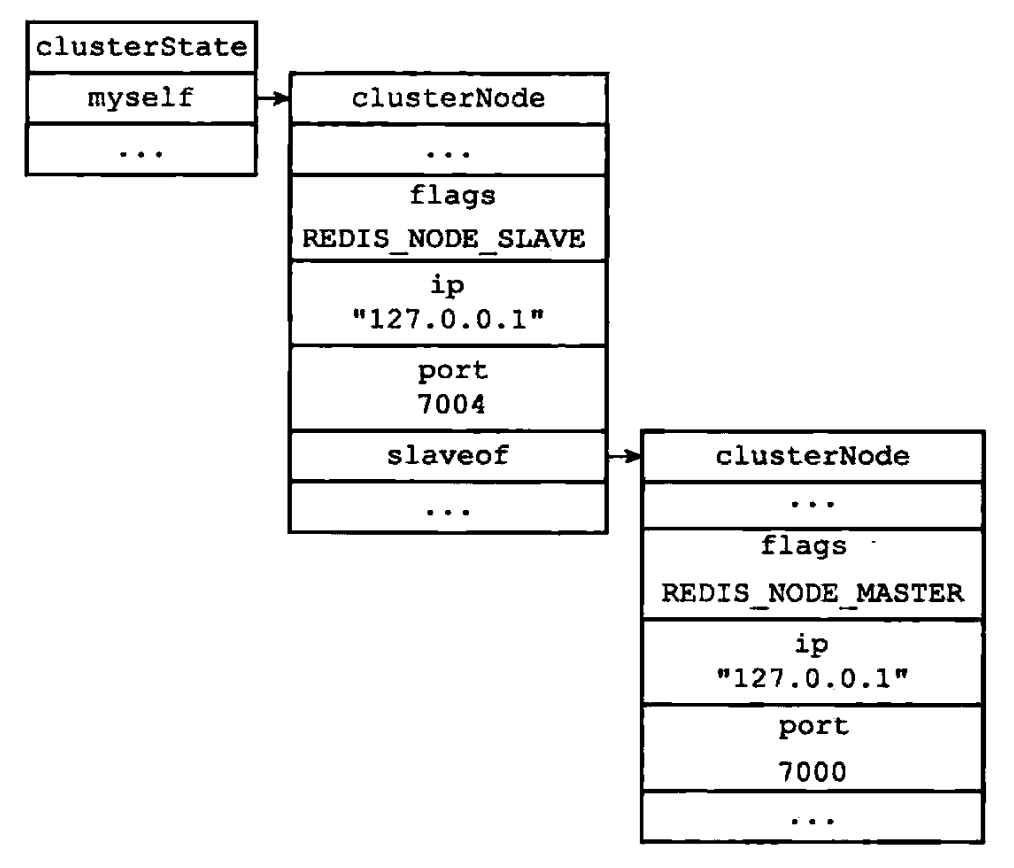 clusterState
myself
...
clusterNode
...
flags
REDIS_NODE_SLAVE
ip
"127.0.0.1"
port
7004
slaveof
...
clusterNode
...
flags
REDIS_NODE_MASTER
ip
"127.0.0.1"
port
7000
...